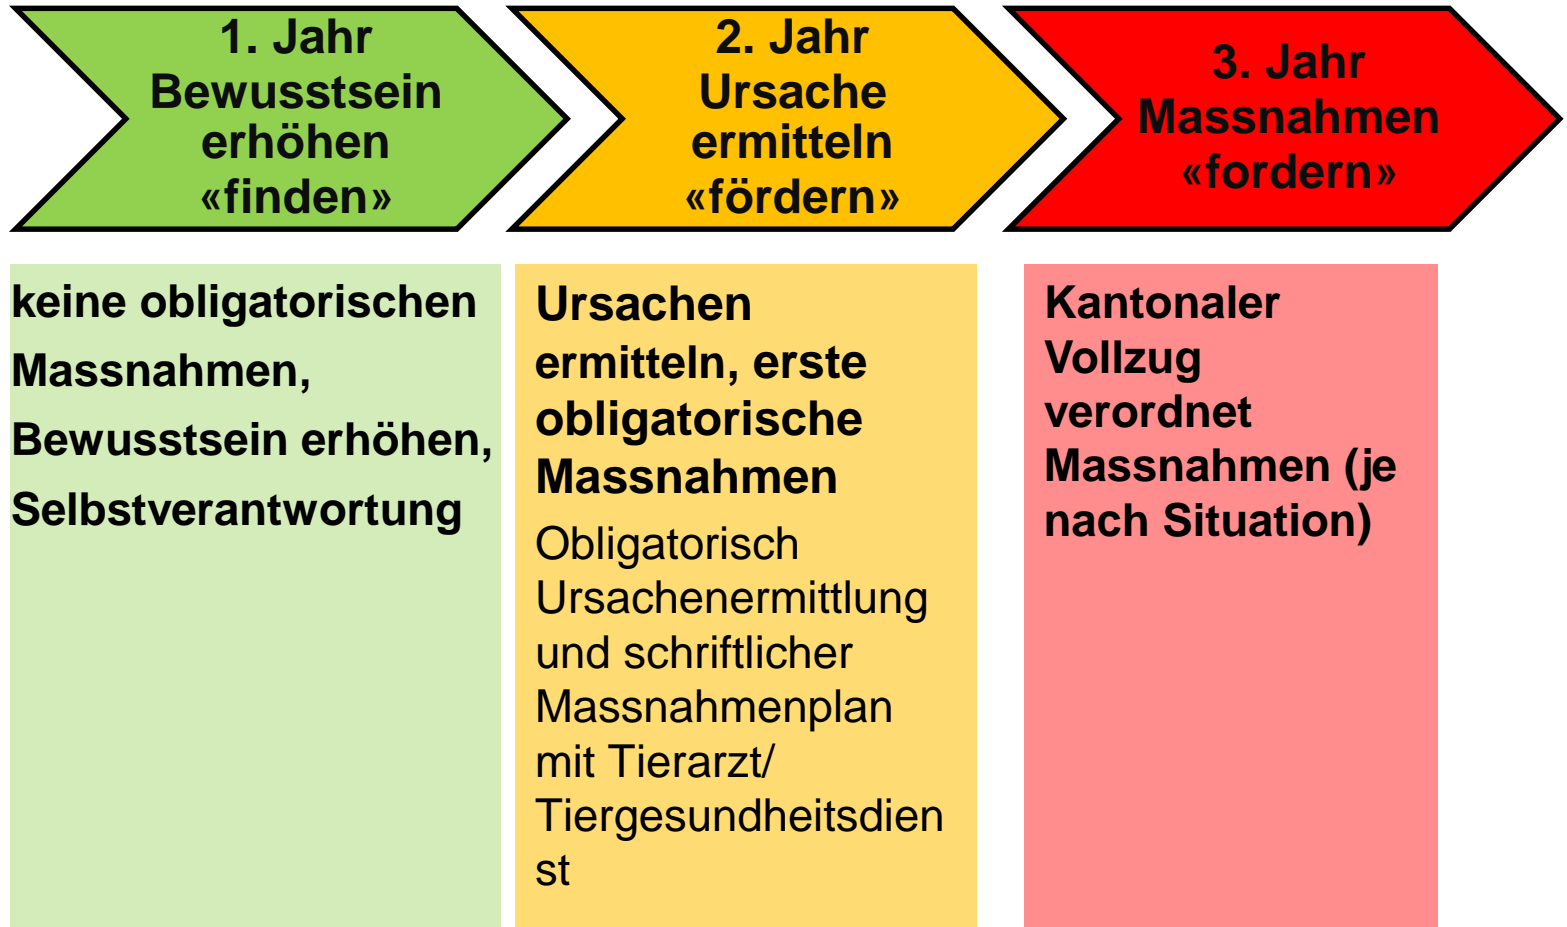 1. Jahr
Bewusstsein
erhöhen
«finden»
2. Jahr
Ursache
ermitteln
«fördern»
3. Jahr
Massnahmen
«fordern»
keine obligatorischen
Massnahmen,
Bewusstsein erhöhen,
Selbstverantwortung
Ursachen
ermitteln, erste
obligatorische
Massnahmen
Obligatorisch
Ursachenermittlung
und schriftlicher
Massnahmenplan
mit Tierarzt/
Tiergesundheitsdien
st
Kantonaler
Vollzug
verordnet
Massnahmen (je
nach Situation)